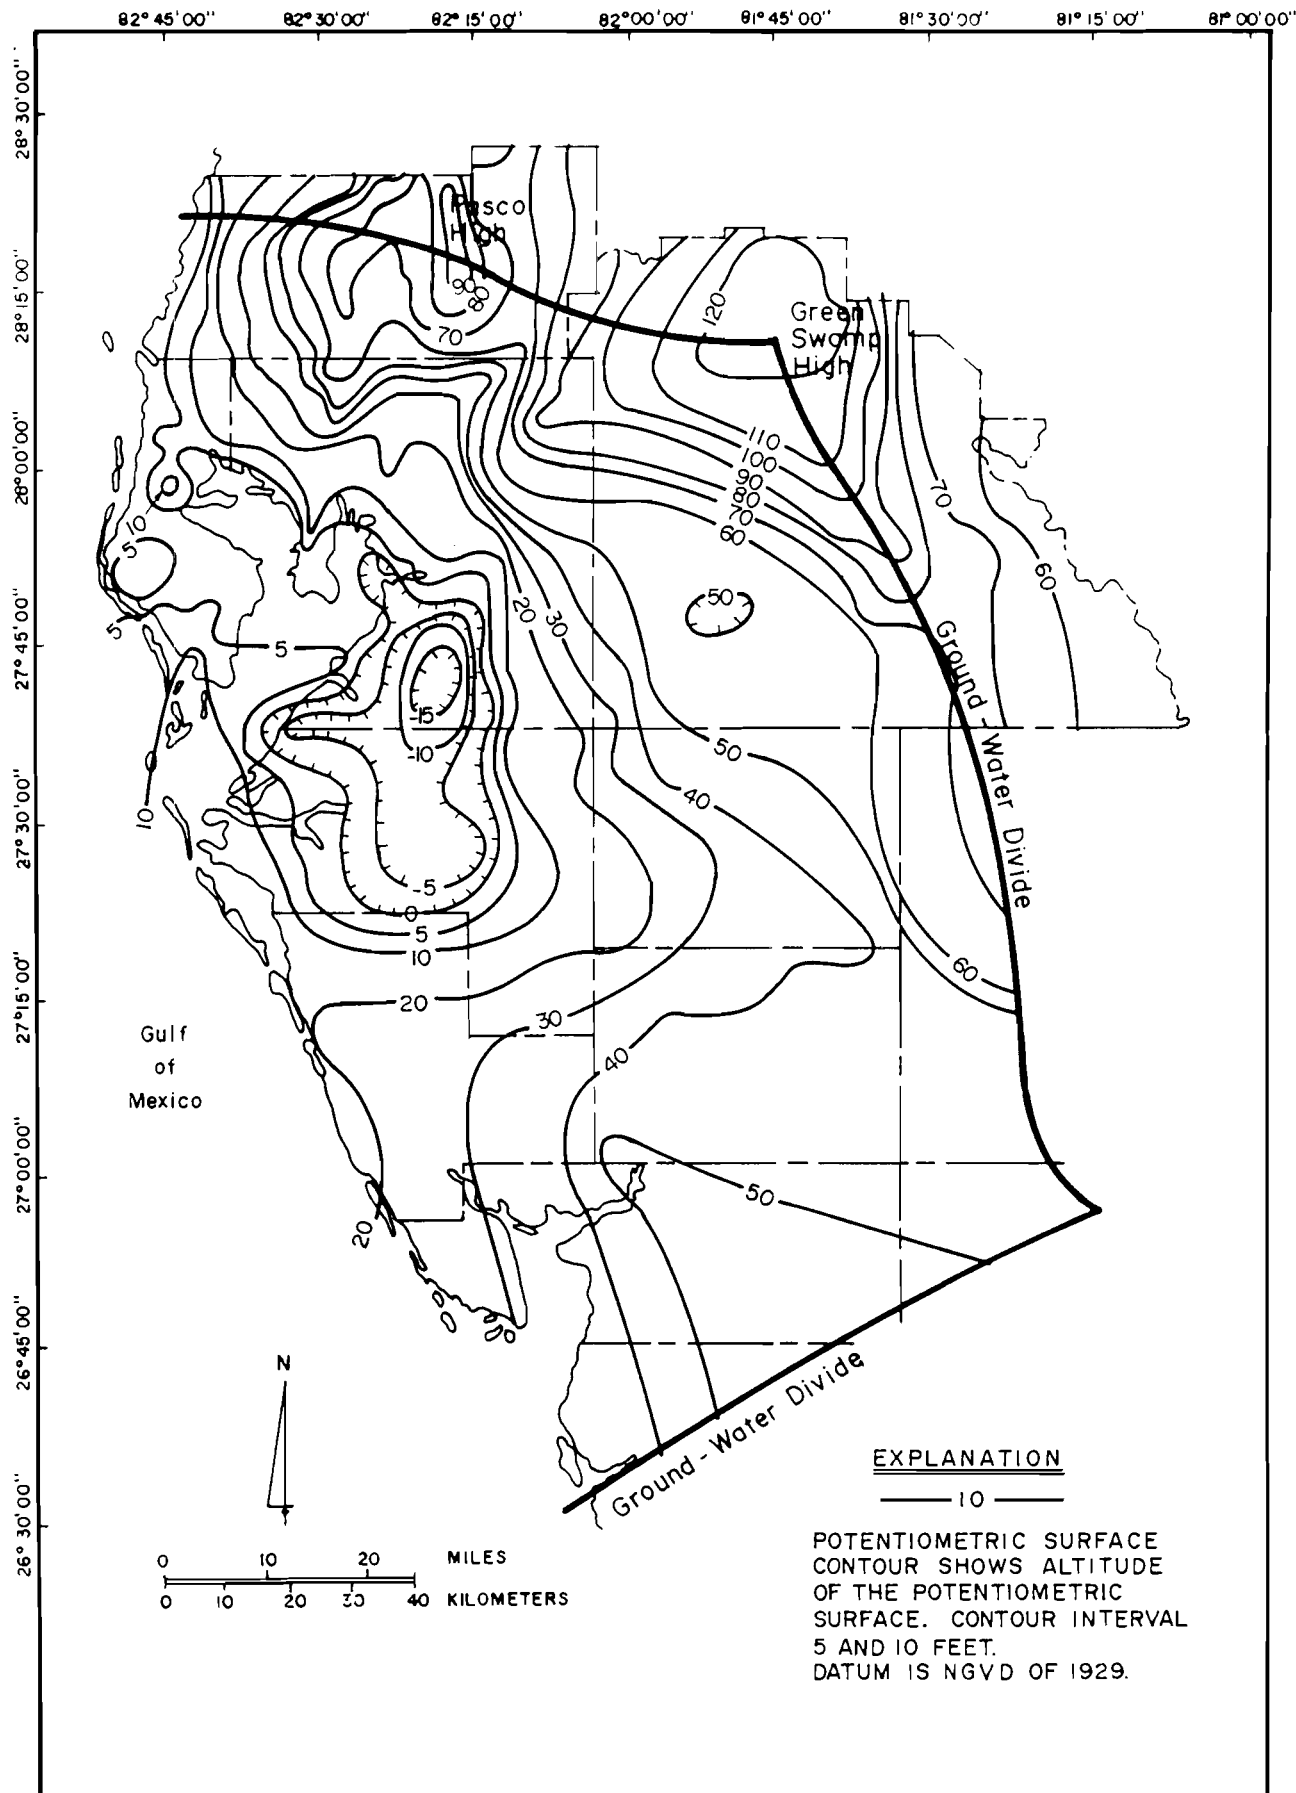 82° 45' 00"
82° 30' 00"
82° 15' 00"
82° 00' 00"
81° 45' 00"
81° 30' 00"
81° 15' 00"
81° 00' 00"
28° 30' 00"
28° 15' 00"
28° 00' 00"
27° 45' 00"
27° 30' 00"
27° 15' 00"
27° 00' 00"
26° 45' 00"
26° 30' 00"
Pasco
High
90
80
70
120
Green
Swamp
High
110
100
90
80
70
60
70
60
10
5
5
5
50
20
30
-15
-10
50
40
10
-5
0
5
10
20
30
40
60
50
20
Ground-Water Divide
Gulf
of
Mexico
Ground-Water Divide
N
0 10 20 MILES
0 10 20 30 40 KILOMETERS
EXPLANATION
10
POTENTIOMETRIC SURFACE
CONTOUR SHOWS ALTITUDE
OF THE POTENTIOMETRIC
SURFACE. CONTOUR INTERVAL
5 AND 10 FEET.
DATUM IS NGVD OF 1929.